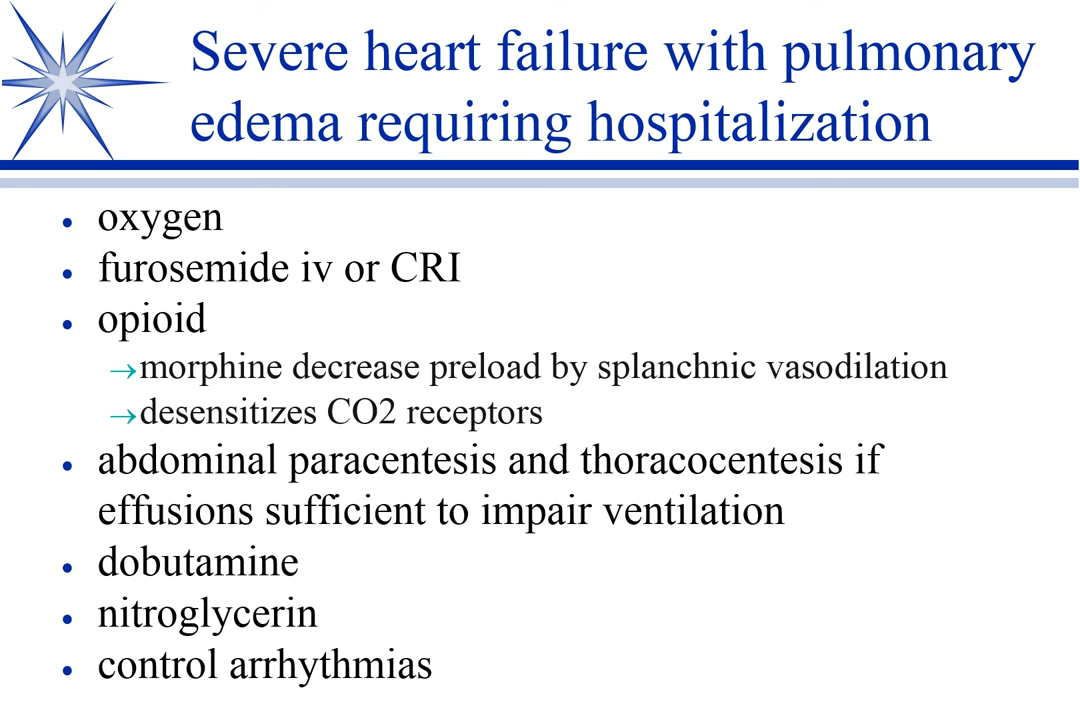 Severe heart failure with pulmonary
edema requiring hospitalization
• oxygen
• furosemide iv or CRI
• opioid
→morphine decrease preload by splanchnic vasodilation
→desensitizes CO2 receptors
• abdominal paracentesis and thoracocentesis if
effusions sufficient to impair ventilation
• dobutamine
• nitroglycerin
• control arrhythmias